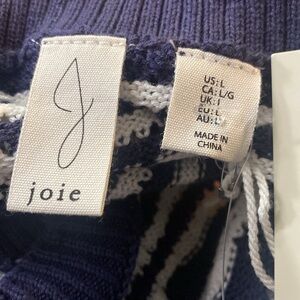 J
joie
US: L
CA: L/G
UK: L
EU: L
AU: L
MADE IN
CHINA